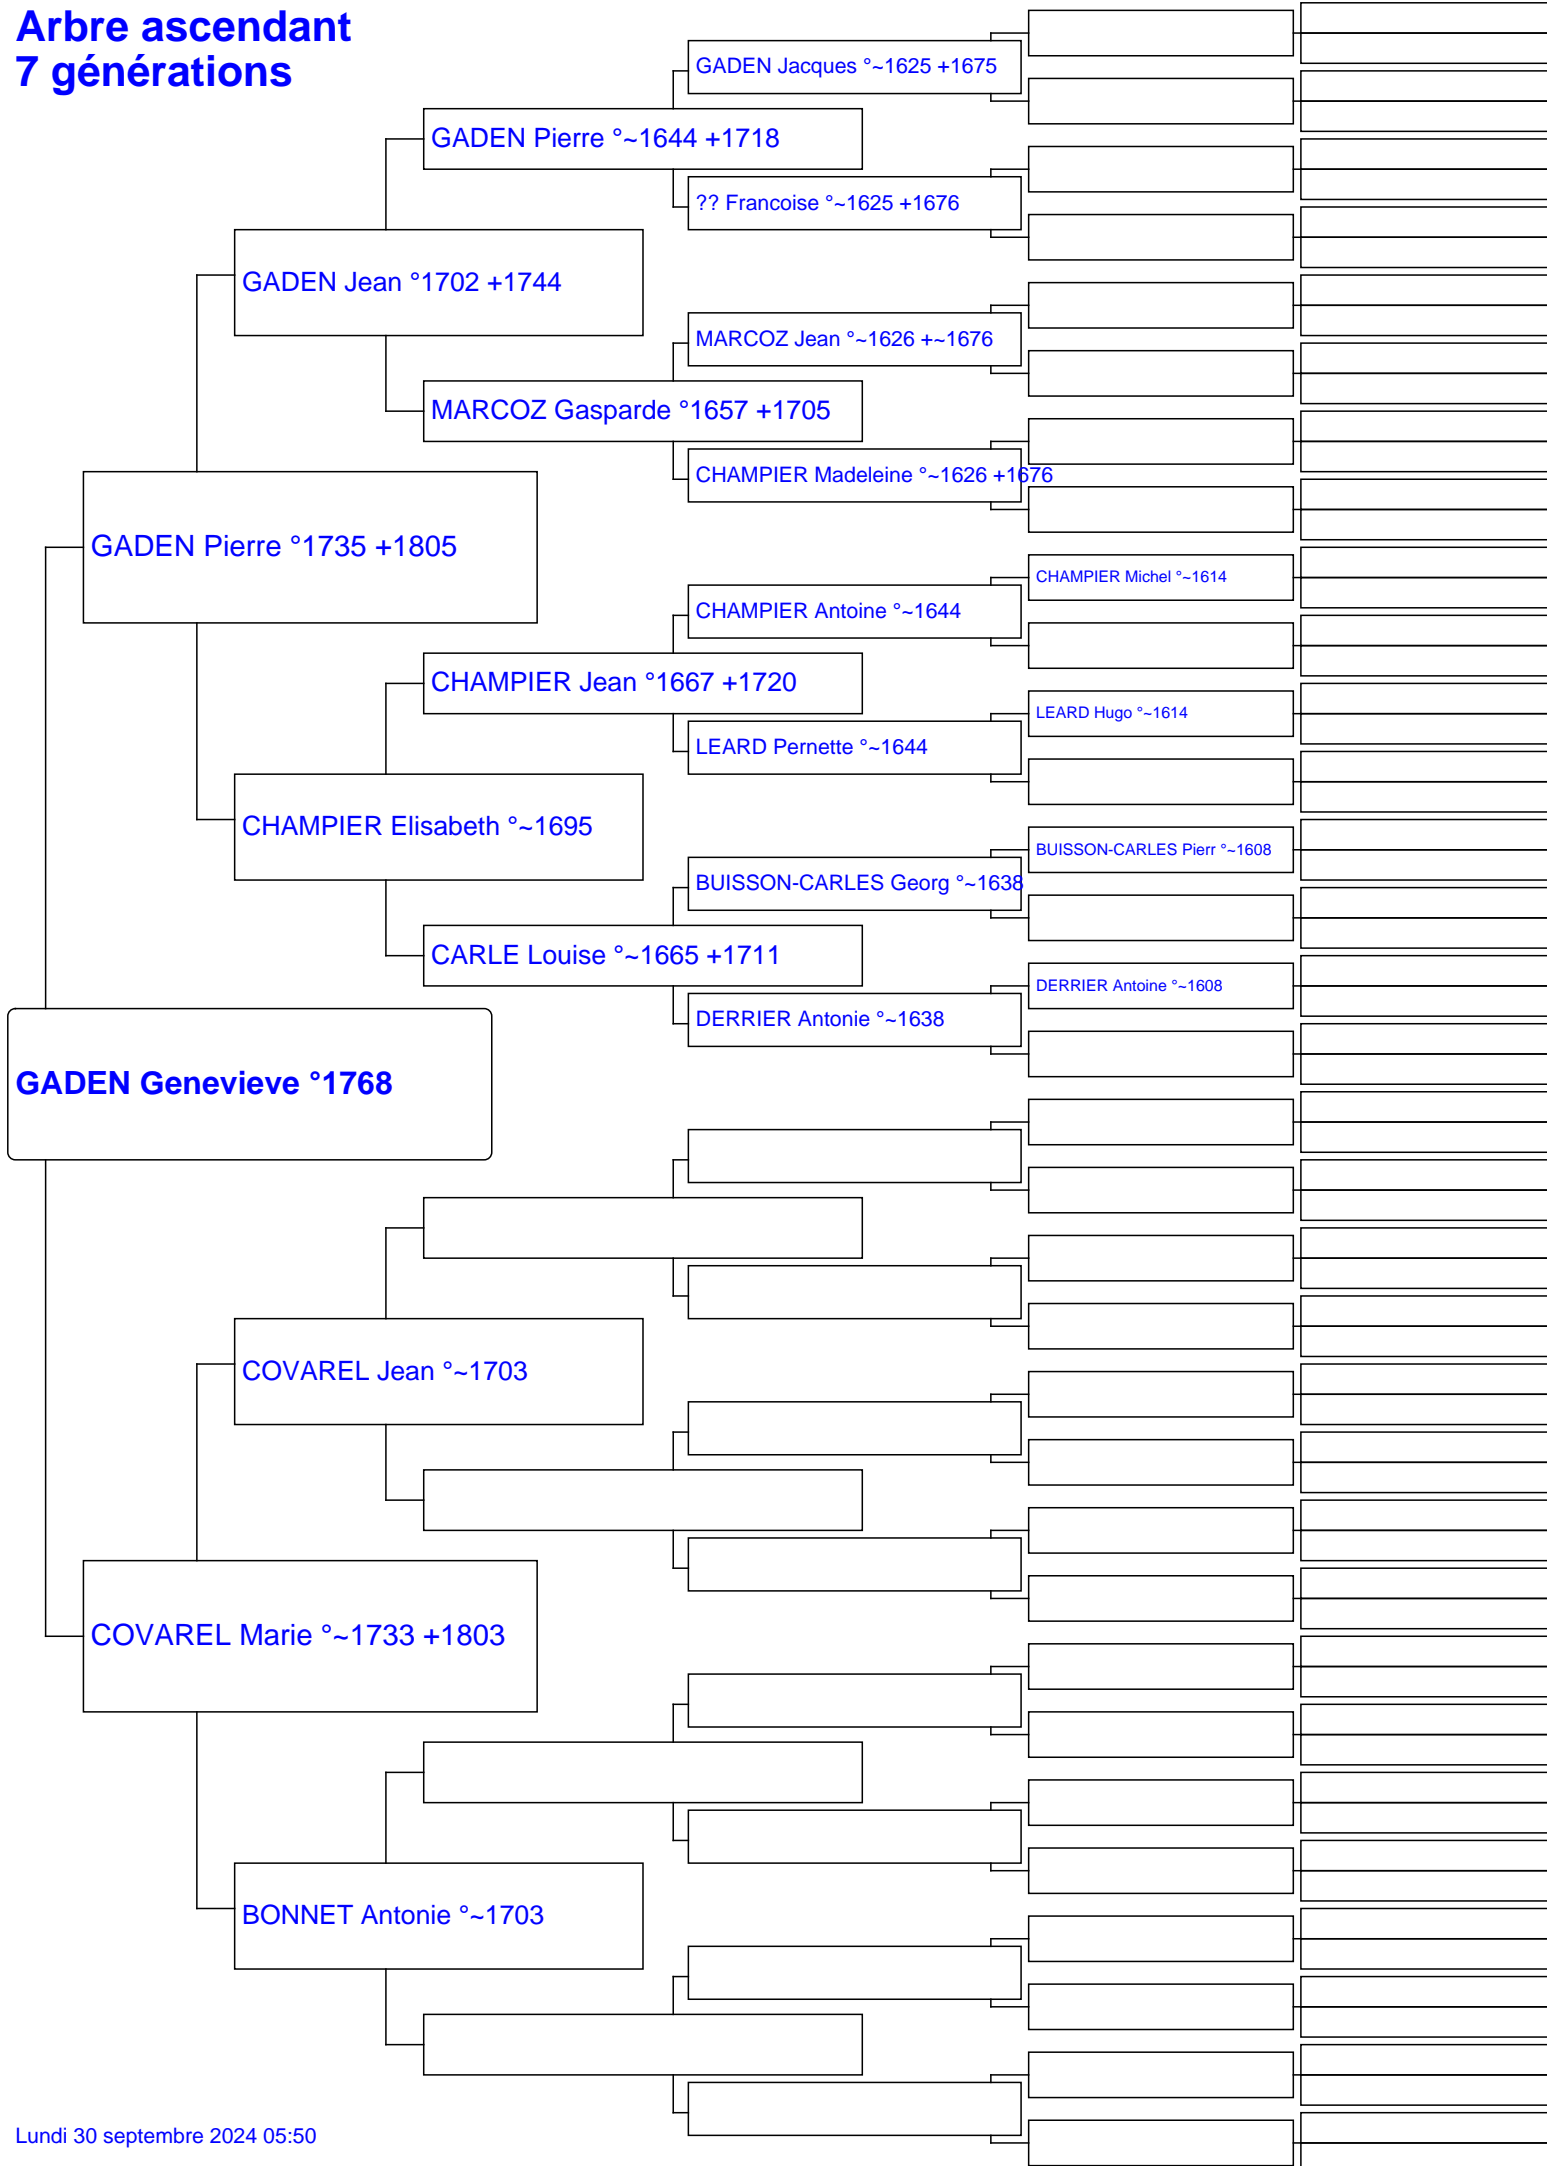 Arbre ascendant
7 générations
GADEN Jacques °~1625 +1675
GADEN Pierre °~1644 +1718
?? Francoise °~1625 +1676
GADEN Jean °1702 +1744
MARCOZ Jean °~1626 +~1676
MARCOZ Gasparde °1657 +1705
CHAMPIER Madeleine °~1626 +1676
GADEN Pierre °1735 +1805
CHAMPIER Michel °~1614
CHAMPIER Antoine °~1644
CHAMPIER Jean °1667 +1720
LEARD Hugo °~1614
LEARD Pernette °~1644
CHAMPIER Elisabeth °~1695
BUISSON-CARLES Pierr °~1608
BUISSON-CARLES Georg °~1638
CARLE Louise °~1665 +1711
DERRIER Antoine °~1608
DERRIER Antonie °~1638
GADEN Genevieve °1768
COVAREL Jean °~1703
COVAREL Marie °~1733 +1803
BONNET Antonie °~1703
Lundi 30 septembre 2024 05:50